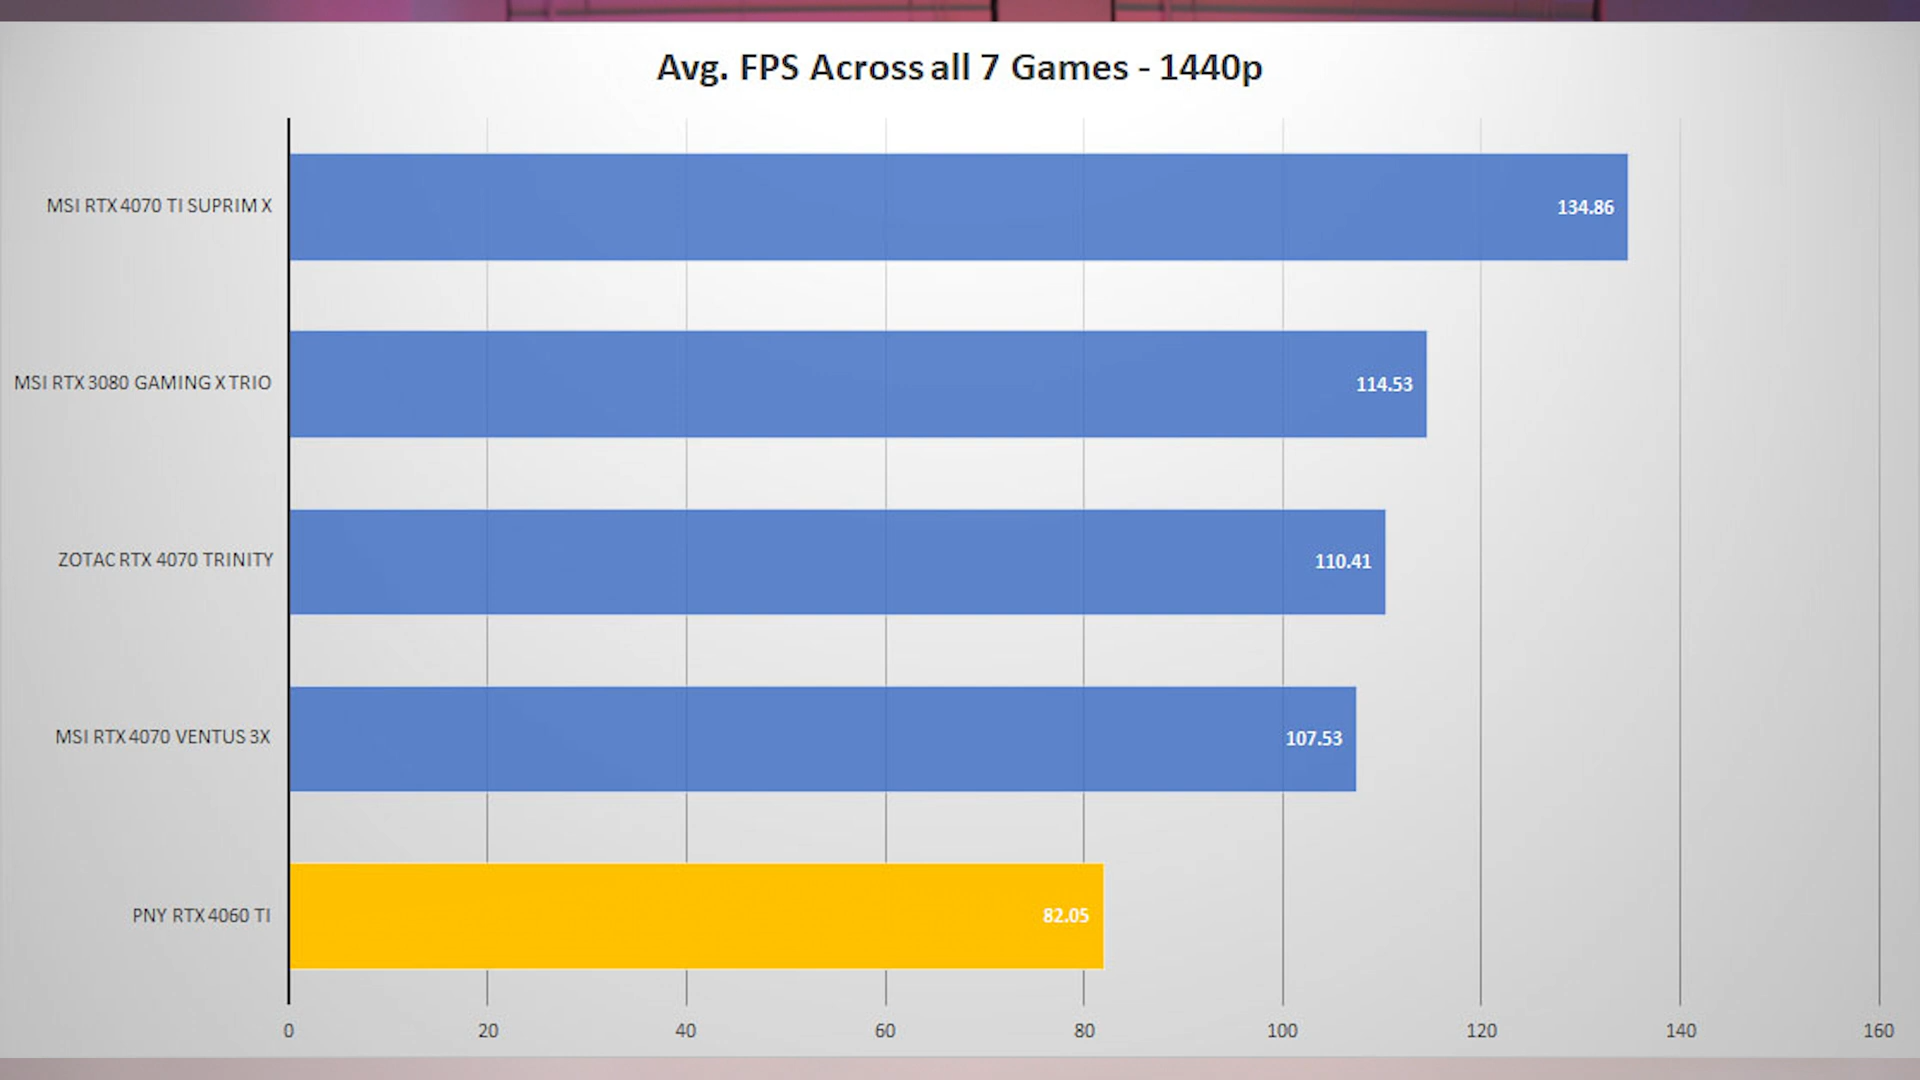 Avg. FPS Across all 7 Games - 1440p
MSI RTX 4070 TI SUPRIM X
134.86
MSI RTX 3080 GAMING X TRIO
114.53
ZOTAC RTX 4070 TRINITY
110.41
MSI RTX 4070 VENTUS 3X
107.53
PNY RTX 4060 TI
82.05
0 20 40 60 80 100 120 140 160